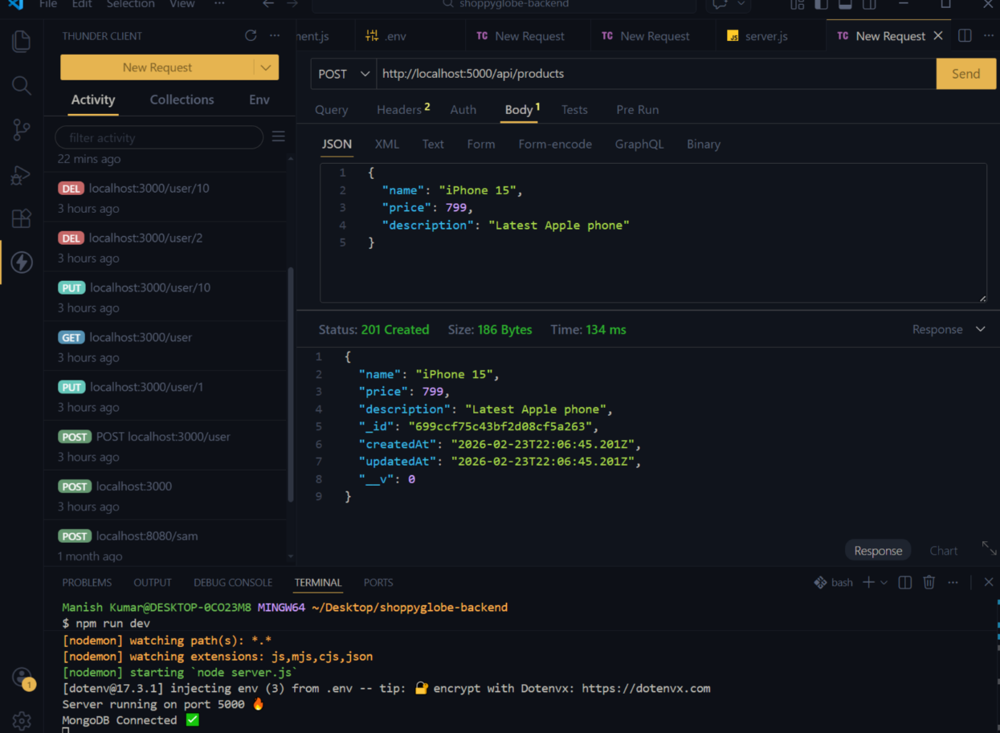 File Edit Selection View ··· shoppyglobe-backend
THUNDER CLIENT
New Request
Activity Collections Env
filter activity
22 mins ago
DEL localhost:3000/user/10
3 hours ago
DEL localhost:3000/user/2
3 hours ago
PUT localhost:3000/user/10
3 hours ago
GET localhost:3000/user
3 hours ago
PUT localhost:3000/user/1
3 hours ago
POST POST localhost:3000/user
3 hours ago
POST localhost:3000
3 hours ago
POST localhost:8080/sam
1 month ago
1
nent.js .env TC New Request TC New Request JS server.js TC New Request
POST http://localhost:5000/api/products Send
Query Headers 2 Auth Body 1 Tests Pre Run
JSON XML Text Form Form-encode GraphQL Binary
1 {
2 "name": "iPhone 15",
3 "price": 799,
4 "description": "Latest Apple phone"
5 }
Status: 201 Created Size: 186 Bytes Time: 134 ms Response
1 {
2 "name": "iPhone 15",
3 "price": 799,
4 "description": "Latest Apple phone",
5 "_id": "699ccf75c43bf2d08cf5a263",
6 "createdAt": "2026-02-23T22:06:45.201Z",
7 "updatedAt": "2026-02-23T22:06:45.201Z",
8 "__v": 0
9 }
Response Chart
PROBLEMS OUTPUT DEBUG CONSOLE TERMINAL PORTS bash
Manish Kumar@DESKTOP-0CO23M8 MINGW64 ~/Desktop/shoppyglobe-backend
$ npm run dev
[nodemon] watching path(s): *.*
[nodemon] watching extensions: js,mjs,cjs,json
[nodemon] starting `node server.js`
[dotenv@17.3.1] injecting env (3) from .env -- tip: 🔐 encrypt with Dotenvx: https://dotenvx.com
Server running on port 5000 🔥
MongoDB Connected ✅